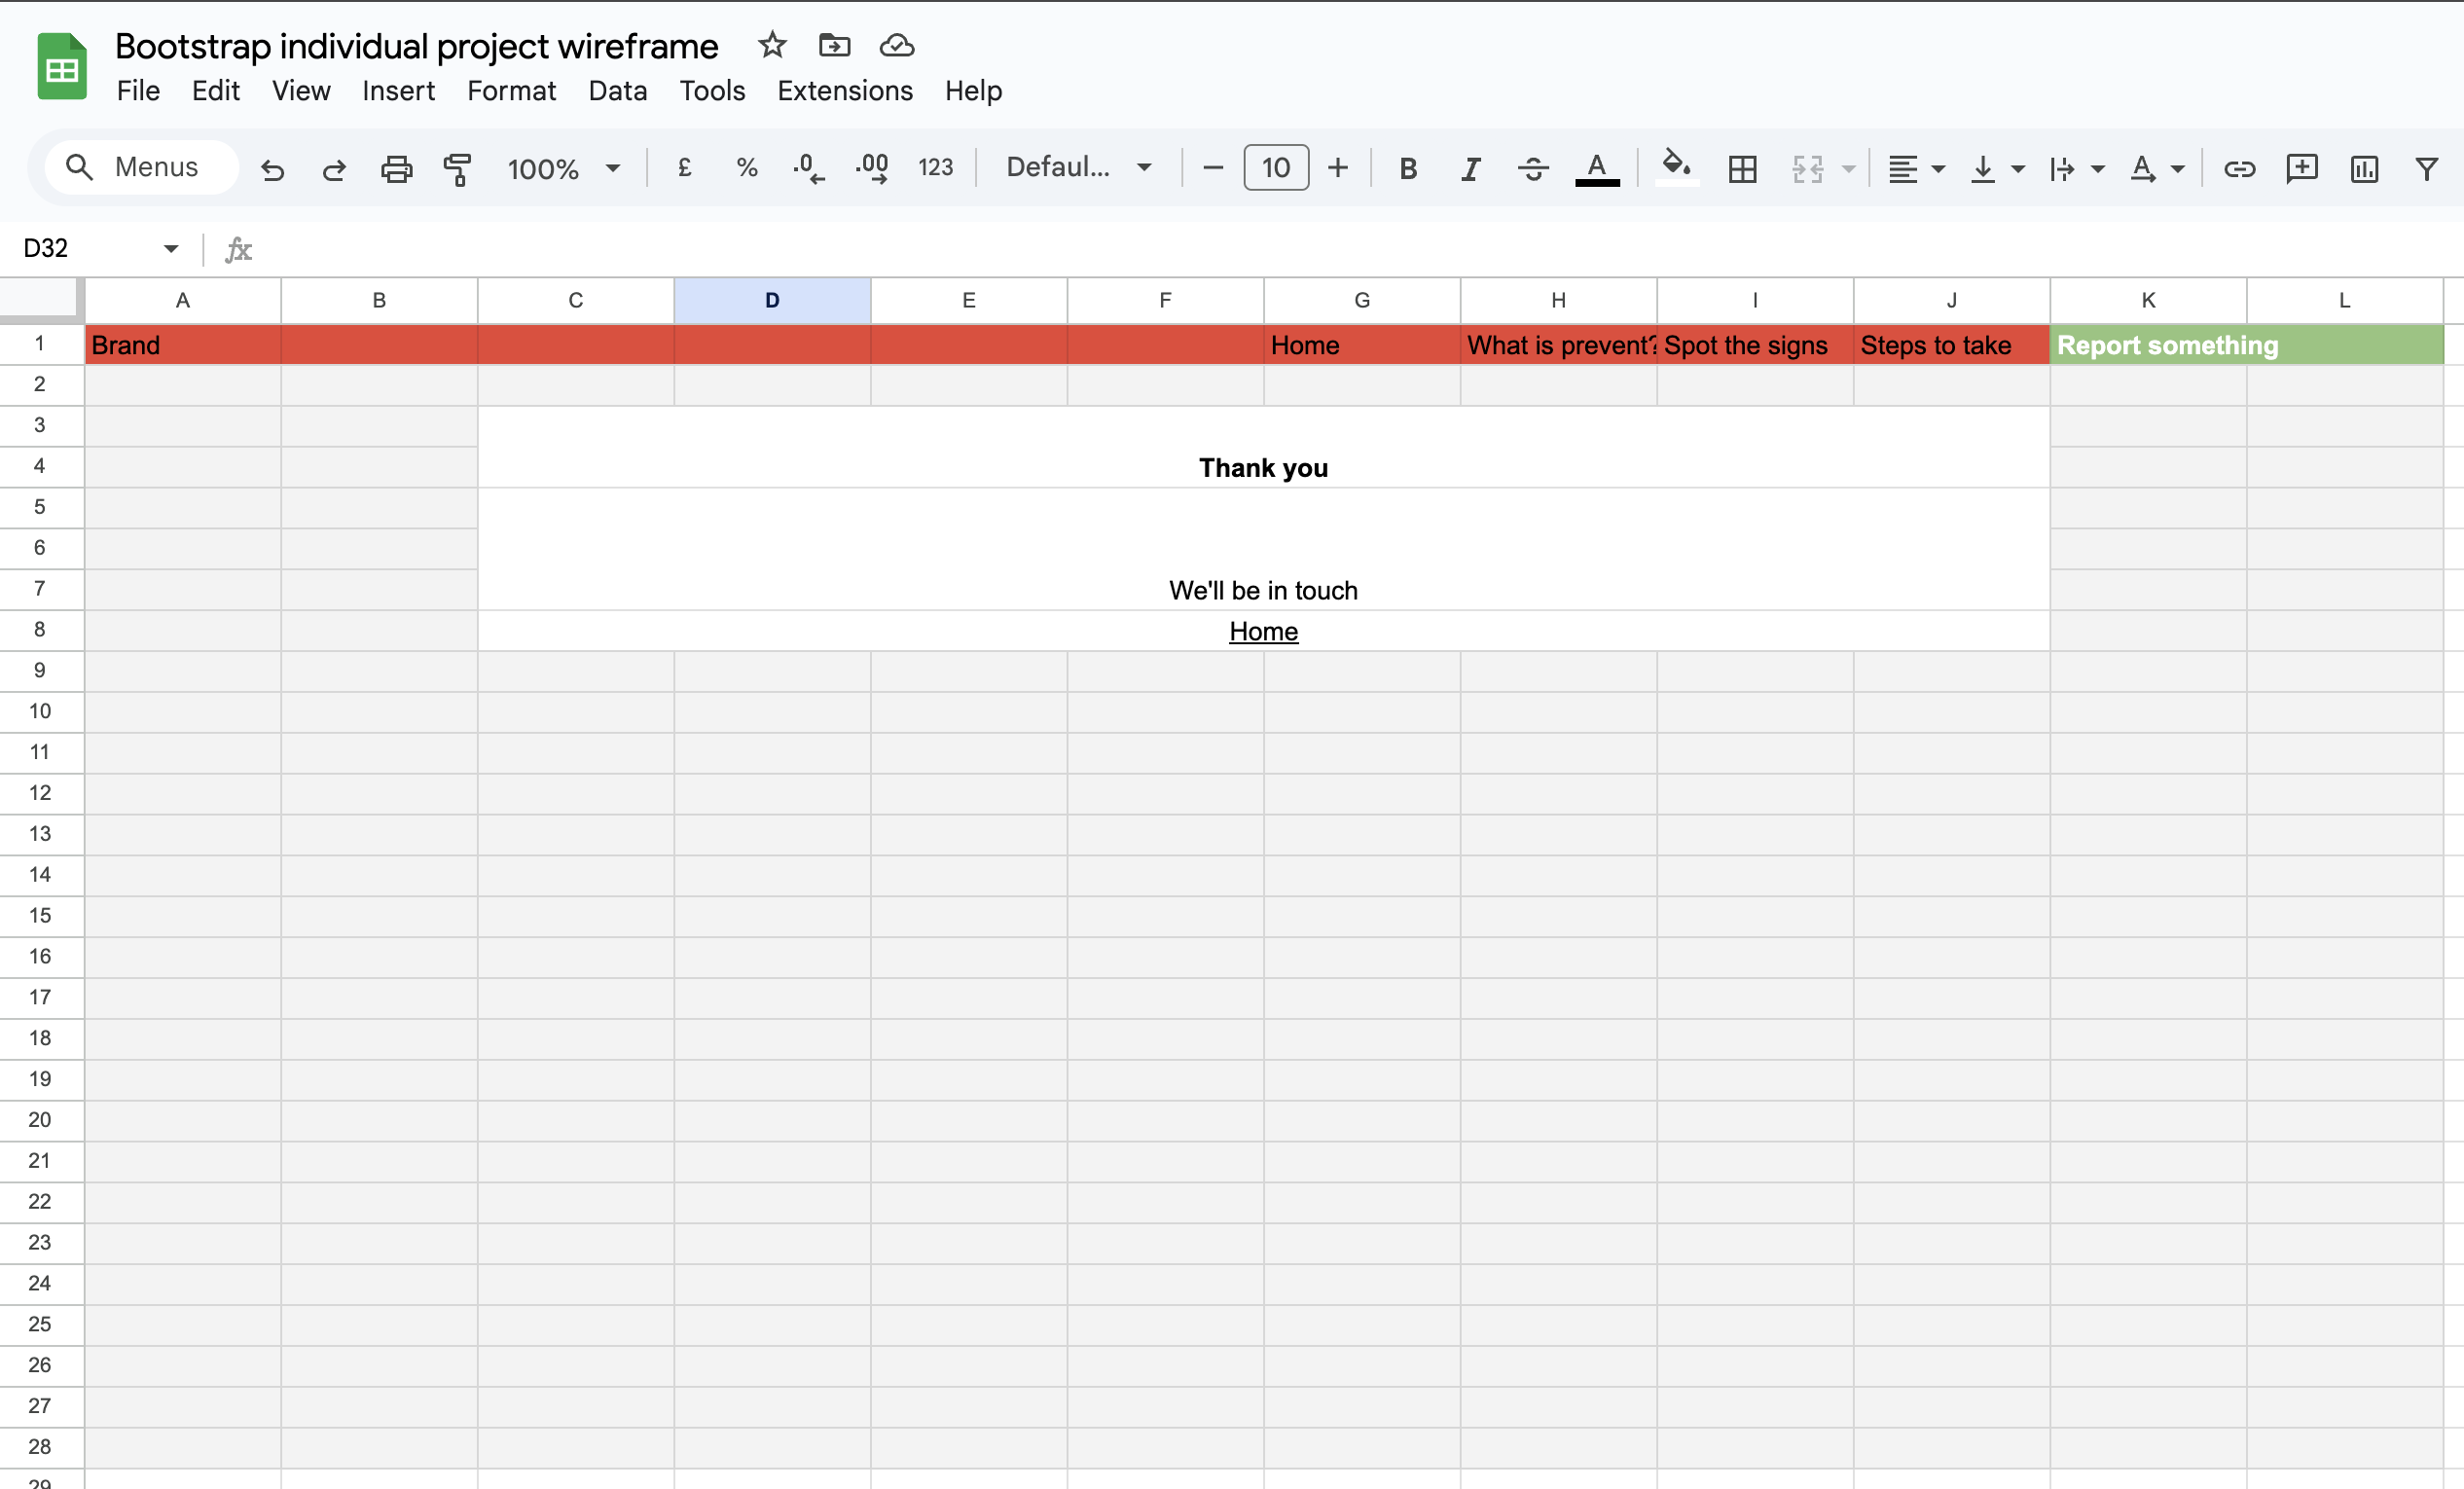 Bootstrap individual project wireframe
File Edit View Insert Format Data Tools Extensions Help
Menus 100% £ % .0 .00 123 Defaul... 10 B I S A A
D32 fx
A B C D E F G H I J K L
1 Brand Home What is prevent? Spot the signs Steps to take Report something
2
3
4 Thank you
5
6
7 We'll be in touch
8 Home
9
10
11
12
13
14
15
16
17
18
19
20
21
22
23
24
25
26
27
28
29